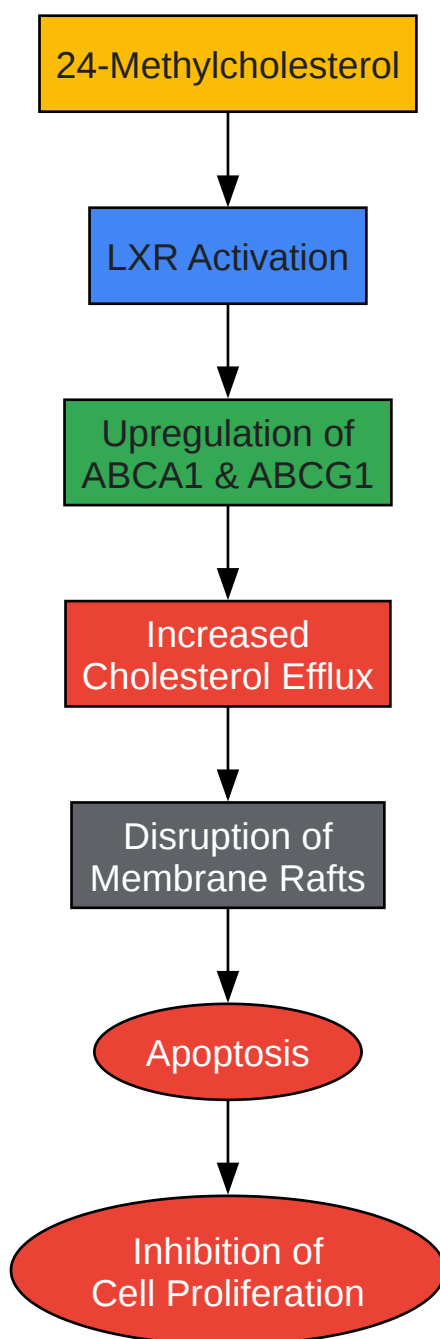 24-Methylcholesterol
LXR Activation
Upregulation of
ABCA1 & ABCG1
Increased
Cholesterol Efflux
Disruption of
Membrane Rafts
Apoptosis
Inhibition of
Cell Proliferation